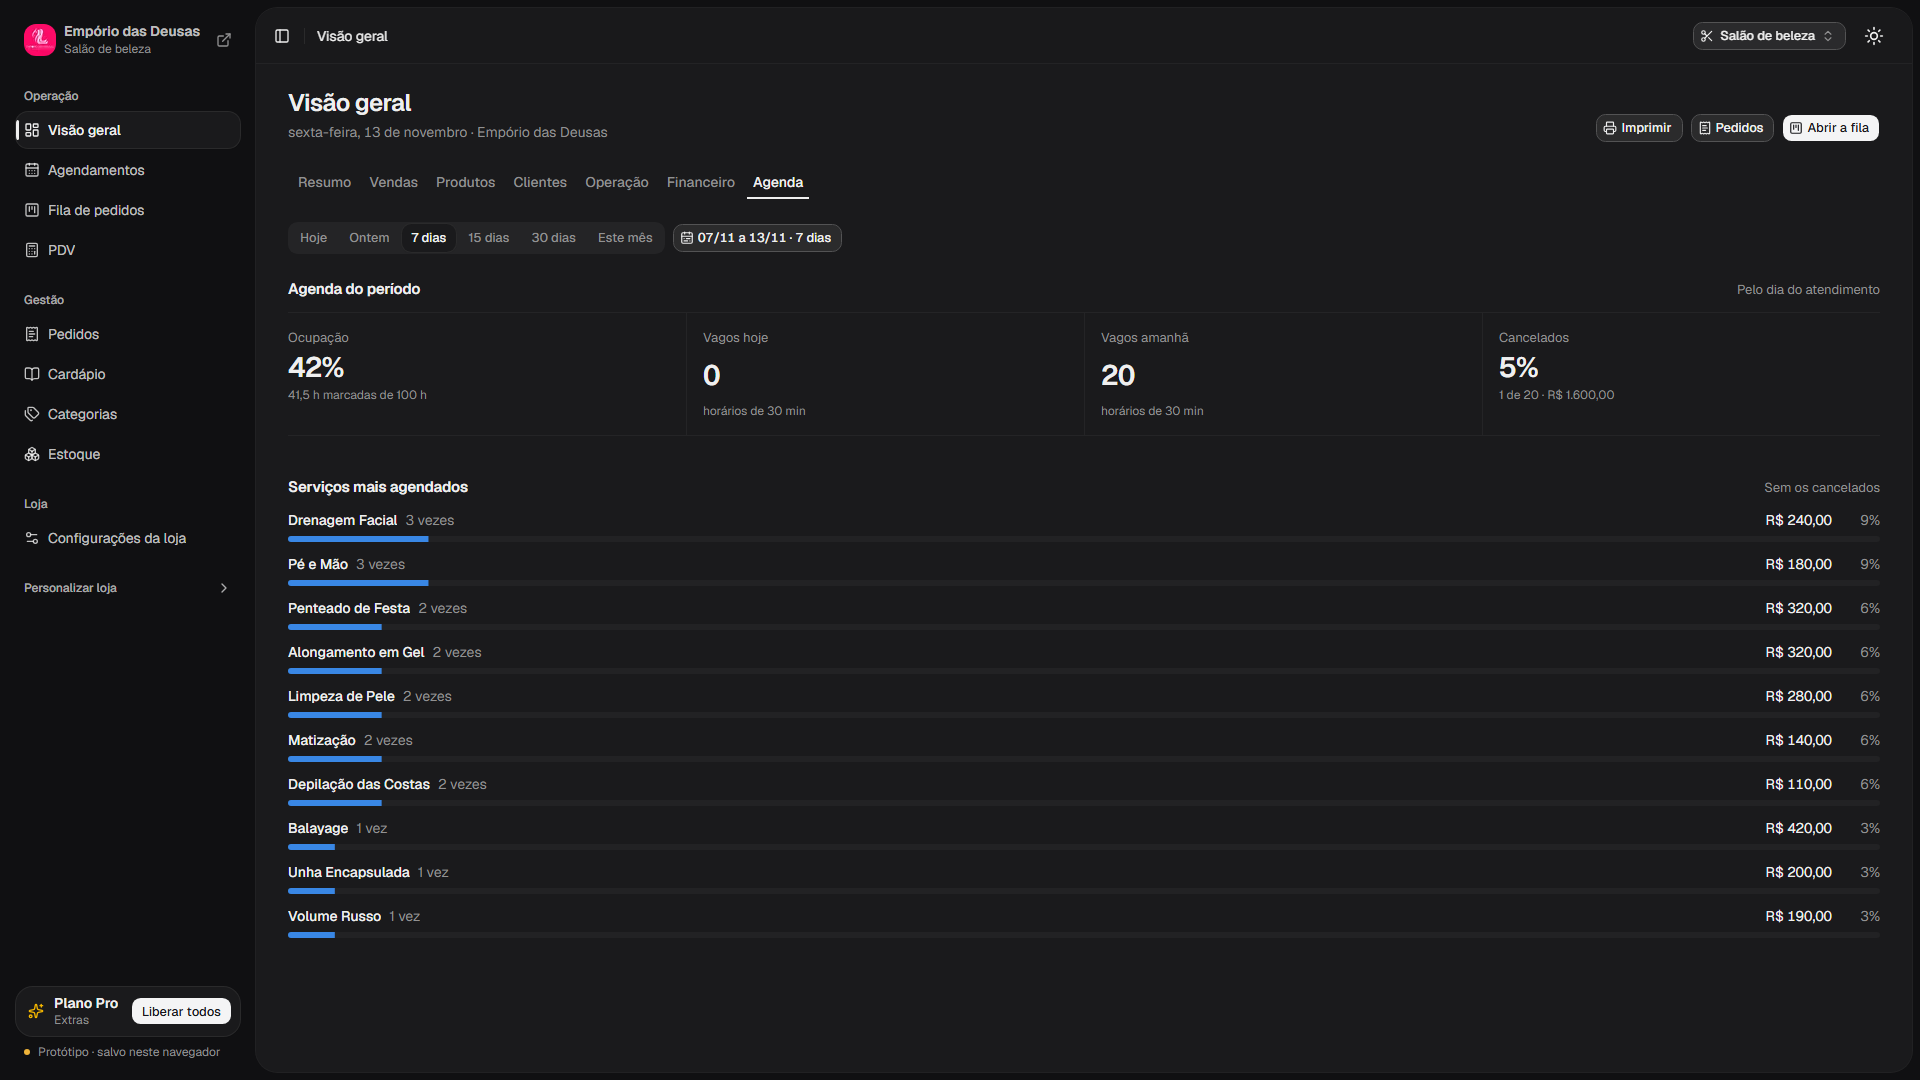 Empório das Deusas
Salão de beleza
Operação
Visão geral
Agendamentos
Fila de pedidos
PDV
Gestão
Pedidos
Cardápio
Categorias
Estoque
Loja
Configurações da loja
Personalizar loja
Plano Pro
Extras
Liberar todos
Protótipo · salvo neste navegador
Visão geral
Salão de beleza
Visão geral
sexta-feira, 13 de novembro · Empório das Deusas
Imprimir
Pedidos
Abrir a fila
Resumo Vendas Produtos Clientes Operação Financeiro Agenda
Hoje Ontem 7 dias 15 dias 30 dias Este mês 07/11 a 13/11 · 7 dias
Agenda do período
Pelo dia do atendimento
Ocupação
42%
41,5 h marcadas de 100 h
Vagos hoje
0
horários de 30 min
Vagos amanhã
20
horários de 30 min
Cancelados
5%
1 de 20 · R$ 1.600,00
Serviços mais agendados
Sem os cancelados
Drenagem Facial 3 vezes R$ 240,00 9%
Pé e Mão 3 vezes R$ 180,00 9%
Penteado de Festa 2 vezes R$ 320,00 6%
Alongamento em Gel 2 vezes R$ 320,00 6%
Limpeza de Pele 2 vezes R$ 280,00 6%
Matização 2 vezes R$ 140,00 6%
Depilação das Costas 2 vezes R$ 110,00 6%
Balayage 1 vez R$ 420,00 3%
Unha Encapsulada 1 vez R$ 200,00 3%
Volume Russo 1 vez R$ 190,00 3%